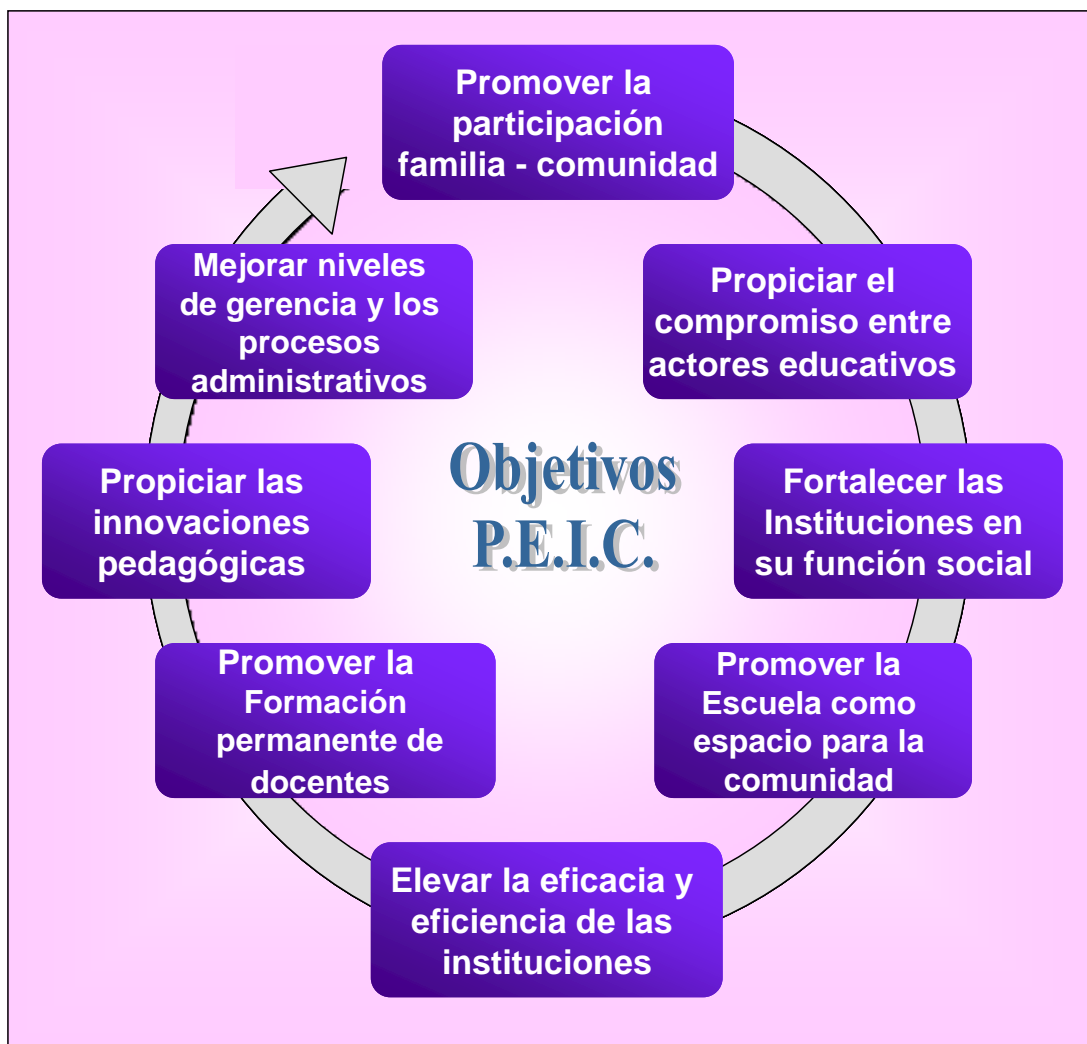 Promover la
participación
familia - comunidad
Propiciar el
compromiso entre
actores educativos
Fortalecer las
Instituciones en
su función social
Promover la
Escuela como
espacio para la
comunidad
Elevar la eficacia y
eficiencia de las
instituciones
Promover la
Formación
permanente de
docentes
Propiciar las
innovaciones
pedagógicas
Mejorar niveles
de gerencia y los
procesos
administrativos
Objetivos
P.E.I.C.